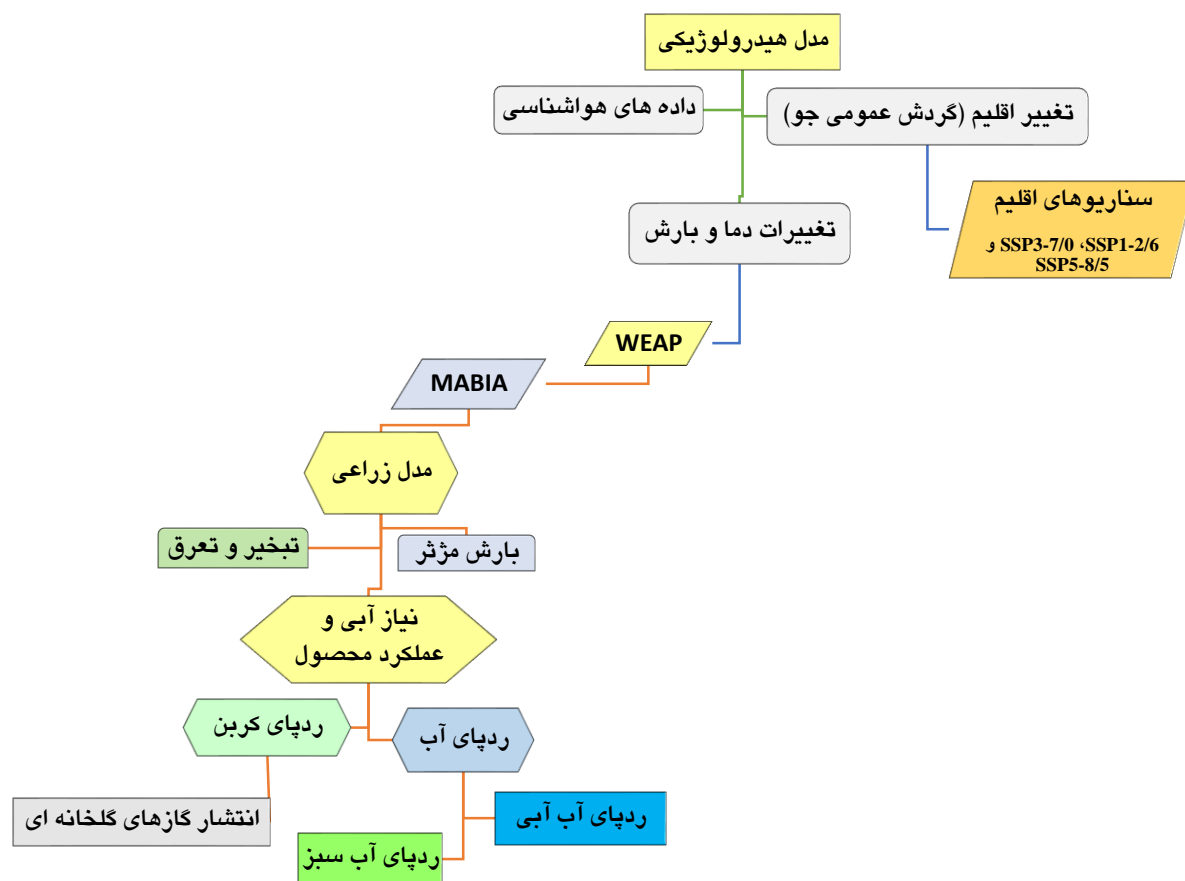 مدل هیدرولوژیکی
داده های هواشناسی
تغییر اقلیم (گردش عمومی جو)
سناریوهای اقلیم
SSP1-2/6، SSP3-7/0 و
SSP5-8/5
تغییرات دما و بارش
WEAP
MABIA
مدل زراعی
تبخیر و تعرق
بارش مژثر
نیاز آبی و
عملکرد محصول
ردپای کربن
ردپای آب
انتشار گازهای گلخانه ای
ردپای آب آبی
ردپای آب سبز